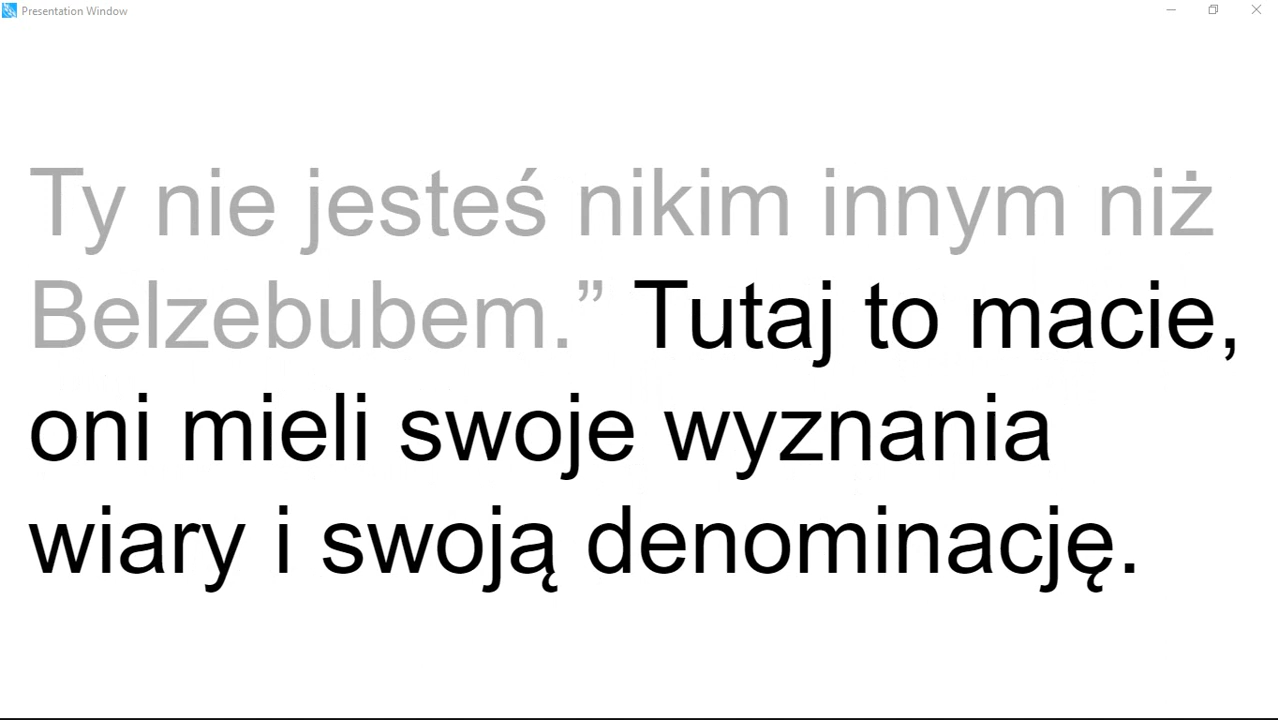 Presentation Window
Ty nie jesteś nikim innym niż
Belzebubem.” Tutaj to macie,
oni mieli swoje wyznania
wiary i swoją denominację.